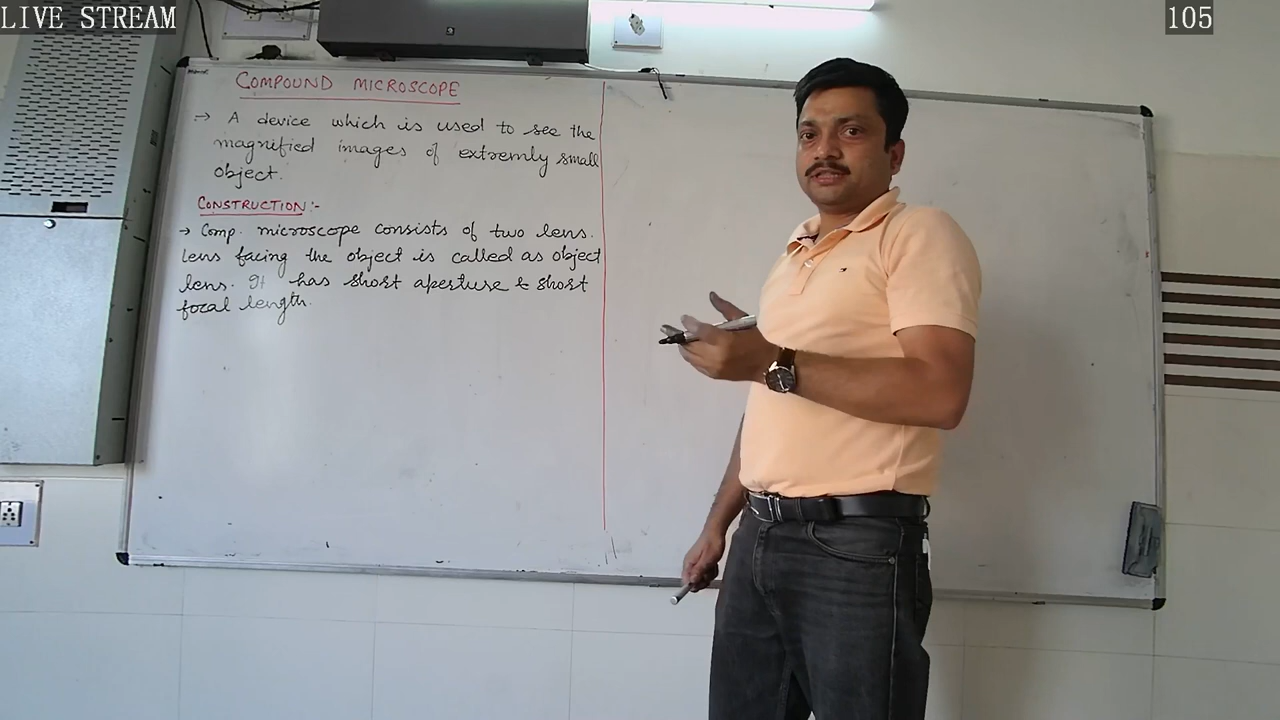 LIVE STREAM
105
COMPOUND MICROSCOPE
→ A device which is used to see the
magnified images of extremly small
object.
CONSTRUCTION :-
→ Comp. microscope consists of two lens.
Lens facing the object is called as object
lens. It has short aperture & short
focal length.